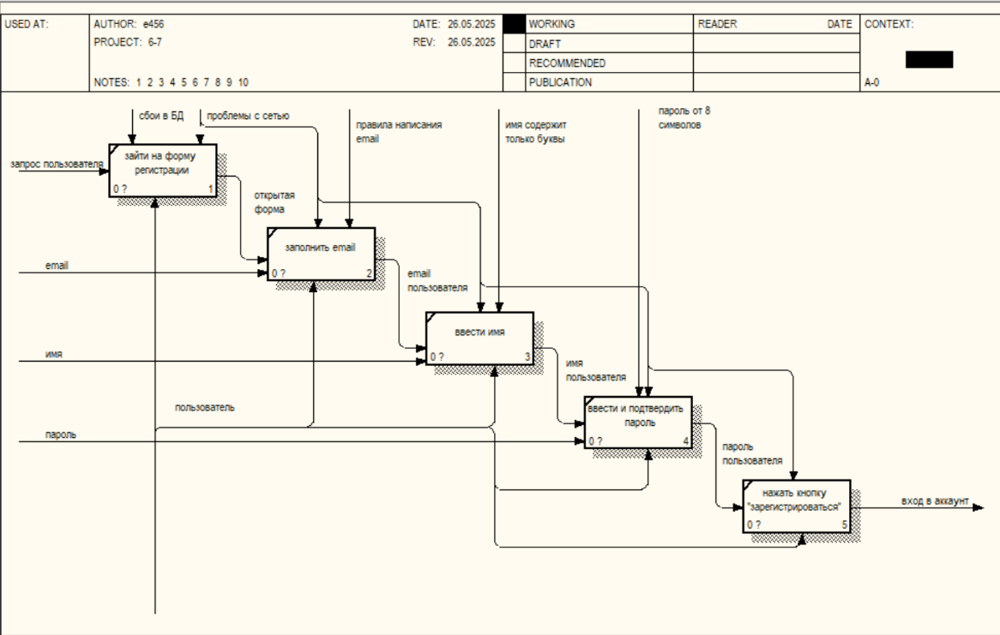 USED AT:
AUTHOR: e456
DATE: 26.05.2025
WORKING
READER
DATE
CONTEXT:
PROJECT: 6-7
REV: 26.05.2025
DRAFT
RECOMMENDED
NOTES: 1 2 3 4 5 6 7 8 9 10
PUBLICATION
A-0
сбои в БД
проблемы с сетью
правила написания
email
имя содержит
только буквы
пароль от 8
символов
запрос пользователя
зайти на форму
регистрации
0 ?
1
открытая
форма
email
заполнить email
0 ?
2
email
пользователя
имя
ввести имя
0 ?
3
имя
пользователя
пользователь
пароль
ввести и подтвердить
пароль
0 ?
4
пароль
пользователя
нажать кнопку
"зарегистрироваться"
0 ?
5
вход в аккаунт